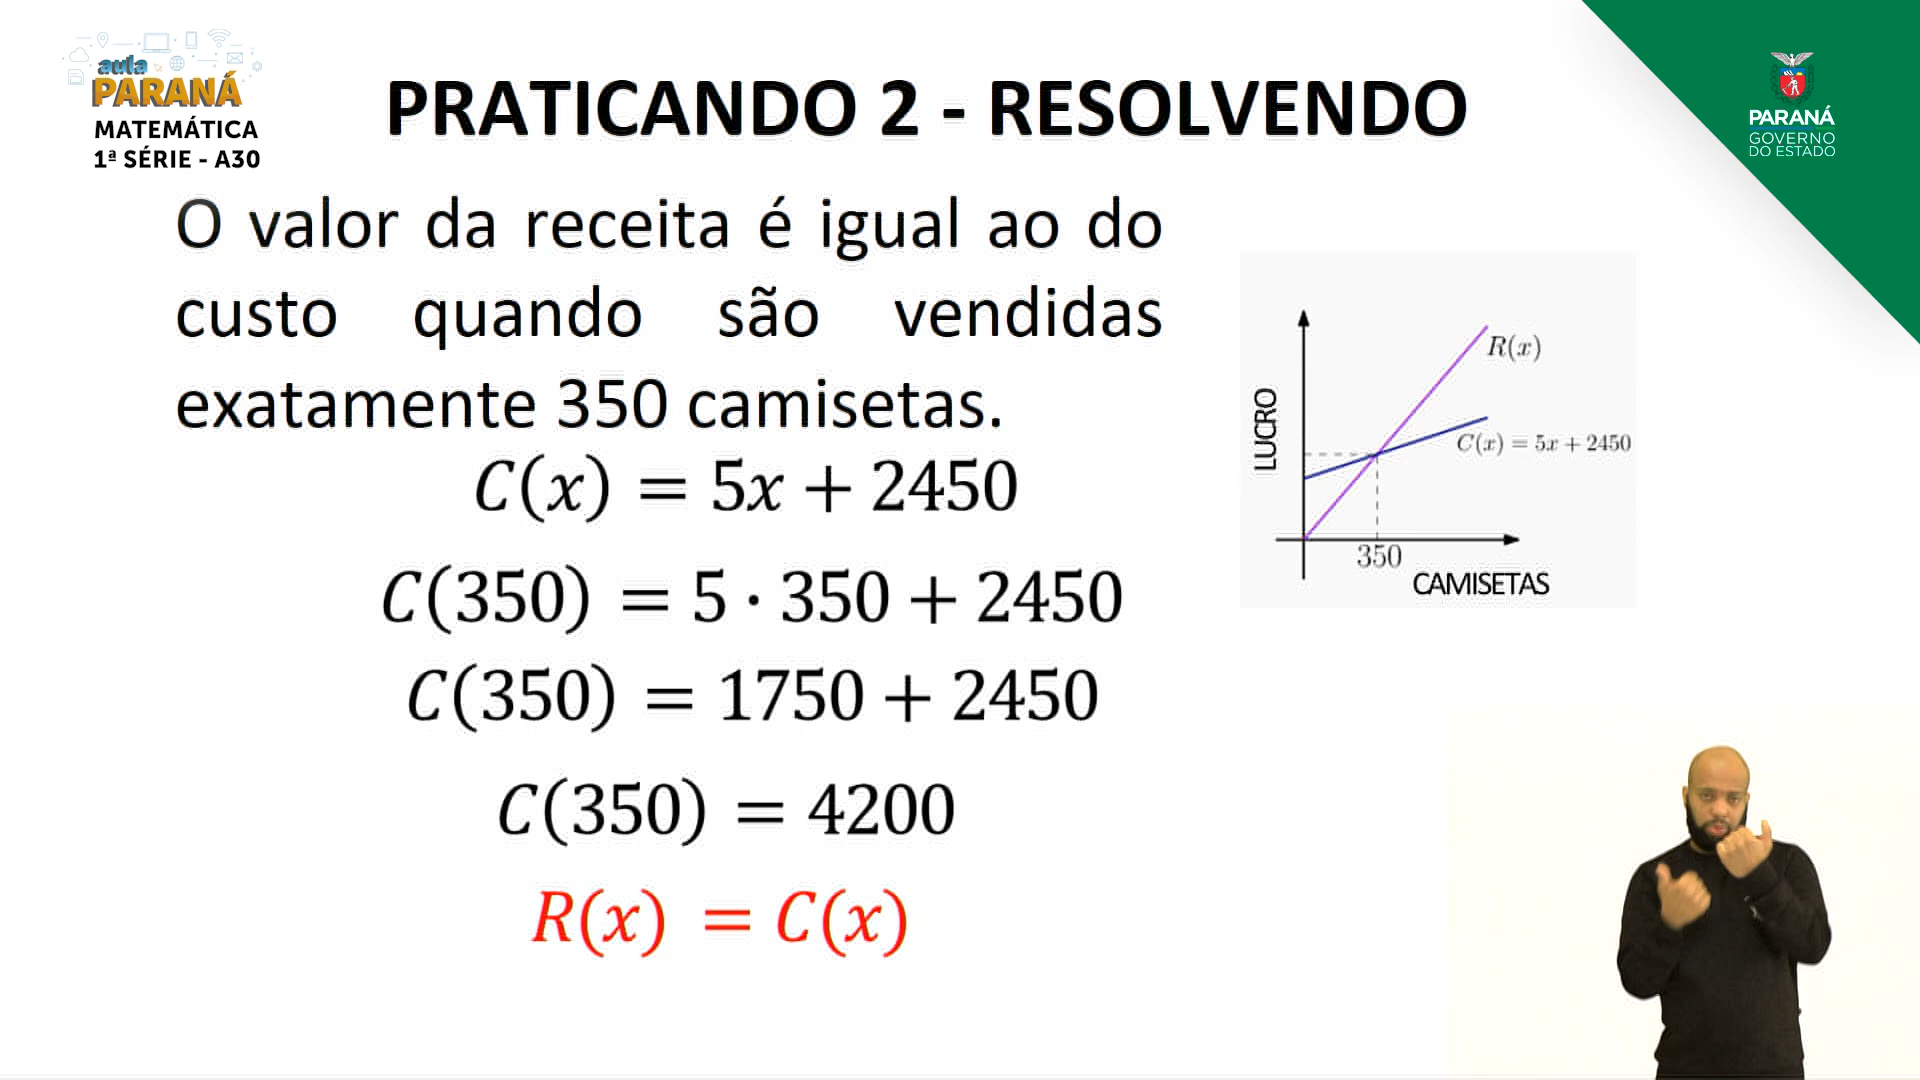 aula
PARANÁ
MATEMÁTICA
1ª SÉRIE - A30
PRATICANDO 2 - RESOLVENDO
PARANÁ
GOVERNO
DO ESTADO
O valor da receita é igual ao do
custo quando são vendidas
exatamente 350 camisetas.
C(x) = 5x + 2450
C(350) = 5 · 350 + 2450
C(350) = 1750 + 2450
C(350) = 4200
R(x) = C(x)
LUCRO
R(x)
C(x) = 5x + 2450
350
CAMISETAS